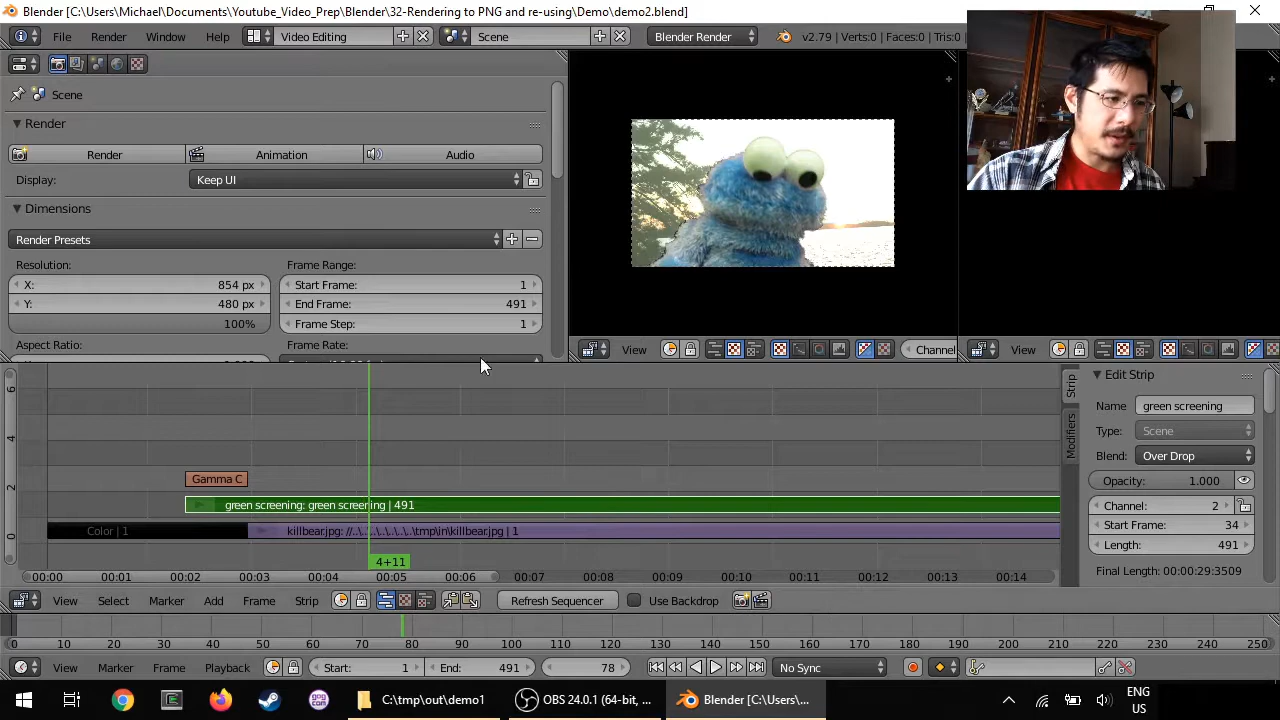 Blender [C:\Users\Michael\Documents\Youtube_Video_Prep\Blender\32-Rendering to PNG and re-using\Demo\demo2.blend]
File Render Window Help Video Editing Scene Blender Render v2.79 | Verts:0 | Faces:0 | Tris:0 |
Scene
Render
Render Animation Audio
Display: Keep UI
Dimensions
Render Presets
Resolution: Frame Range:
X: 854 px Start Frame: 1
Y: 480 px End Frame: 491
100% Frame Step: 1
Aspect Ratio: Frame Rate:
View Channel View
Edit Strip
Name green screening
Type: Scene
Blend: Over Drop
Opacity: 1.000
Channel: 2
Start Frame: 34
Length: 491
Final Length: 00:00:29:3509
Strip
Modifiers
6
4
2
0
Gamma C
green screening: green screening | 491
Color | 1 killbear.jpg: //..\..\..\..\..\..\tmp\in\killbear.jpg | 1
4+11
00:00 00:01 00:02 00:03 00:04 00:05 00:06 00:07 00:08 00:09 00:10 00:11 00:12 00:13 00:14
View Select Marker Add Frame Strip Refresh Sequencer Use Backdrop
0 10 20 30 40 50 60 70 80 90 100 110 120 130 140 150 160 170 180 190 200 210 220 230 240 250
View Marker Frame Playback Start: 1 End: 491 78 No Sync
C:\tmp\out\demo1 OBS 24.0.1 (64-bit, ... Blender [C:\Users\... ENG
US